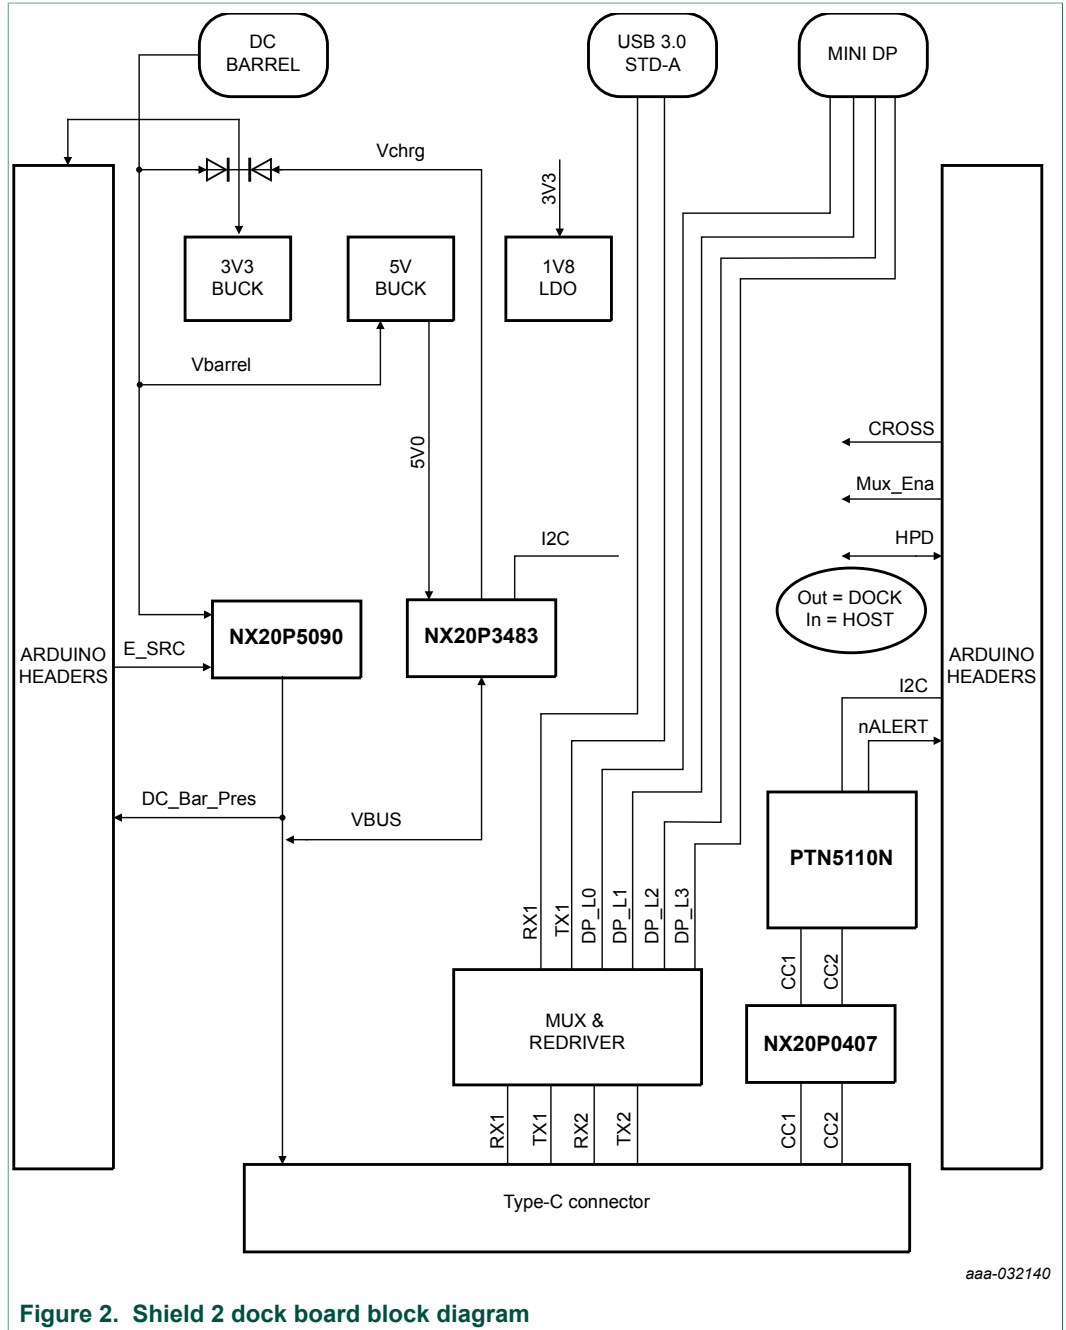 DC
BARREL
USB 3.0
STD-A
MINI DP
Vchrg
3V3
3V3
BUCK
5V
BUCK
1V8
LDO
Vbarrel
5V0
CROSS
Mux_Ena
I2C
HPD
Out = DOCK
In = HOST
NX20P5090
NX20P3483
E_SRC
ARDUINO
HEADERS
ARDUINO
HEADERS
I2C
nALERT
DC_Bar_Pres
VBUS
PTN5110N
RX1
TX1
DP_L0
DP_L1
DP_L2
DP_L3
CC1
CC2
MUX &
REDRIVER
NX20P0407
RX1
TX1
RX2
TX2
CC1
CC2
Type-C connector
aaa-032140
Figure 2. Shield 2 dock board block diagram